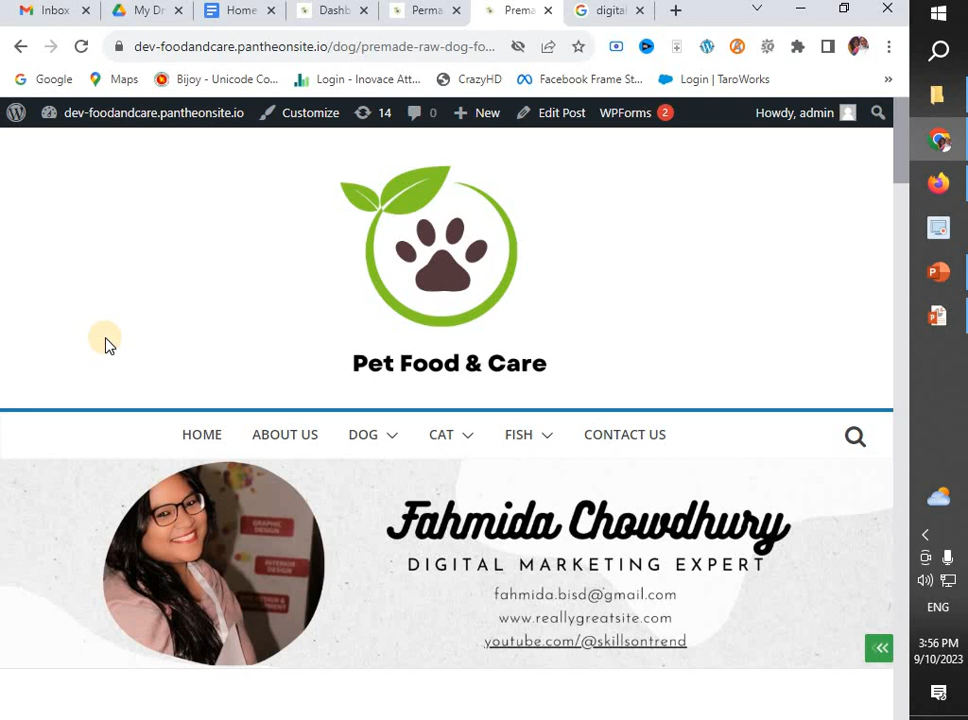 Inbox
My Dr
Home
Dashb
Perma
Prema
digital
dev-foodandcare.pantheonsite.io/dog/premade-raw-dog-fo...
Google
Maps
Bijoy - Unicode Co...
Login - Inovace Att...
CrazyHD
Facebook Frame St...
Login | TaroWorks
»
dev-foodandcare.pantheonsite.io
Customize
14
0
New
Edit Post
WPForms 2
Howdy, admin
Pet Food & Care
HOME
ABOUT US
DOG
CAT
FISH
CONTACT US
GRAPHIC DESIGN
INTERIOR DESIGN
Fahmida Chowdhury
DIGITAL MARKETING EXPERT
fahmida.bisd@gmail.com
www.reallygreatsite.com
youtube.com/@skillsontrend
ENG
3:56 PM
9/10/2023